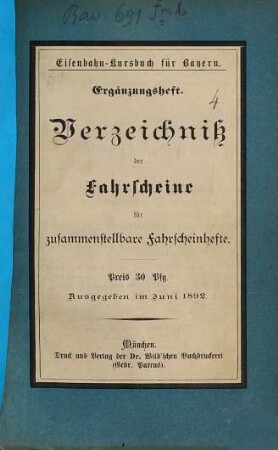 Bav. 691 Imk
4
Eisenbahn-Kursbuch für Bayern.
Ergänzungsheft.
Verzeichniß
der
Fahrscheine
für
zusammenstellbare Fahrscheinhefte.
Preis 30 Pfg.
Ausgegeben im Juni 1892.
München.
Druck und Verlag der Dr. Wild'schen Buchdruckerei
(Gebr. Parcus).